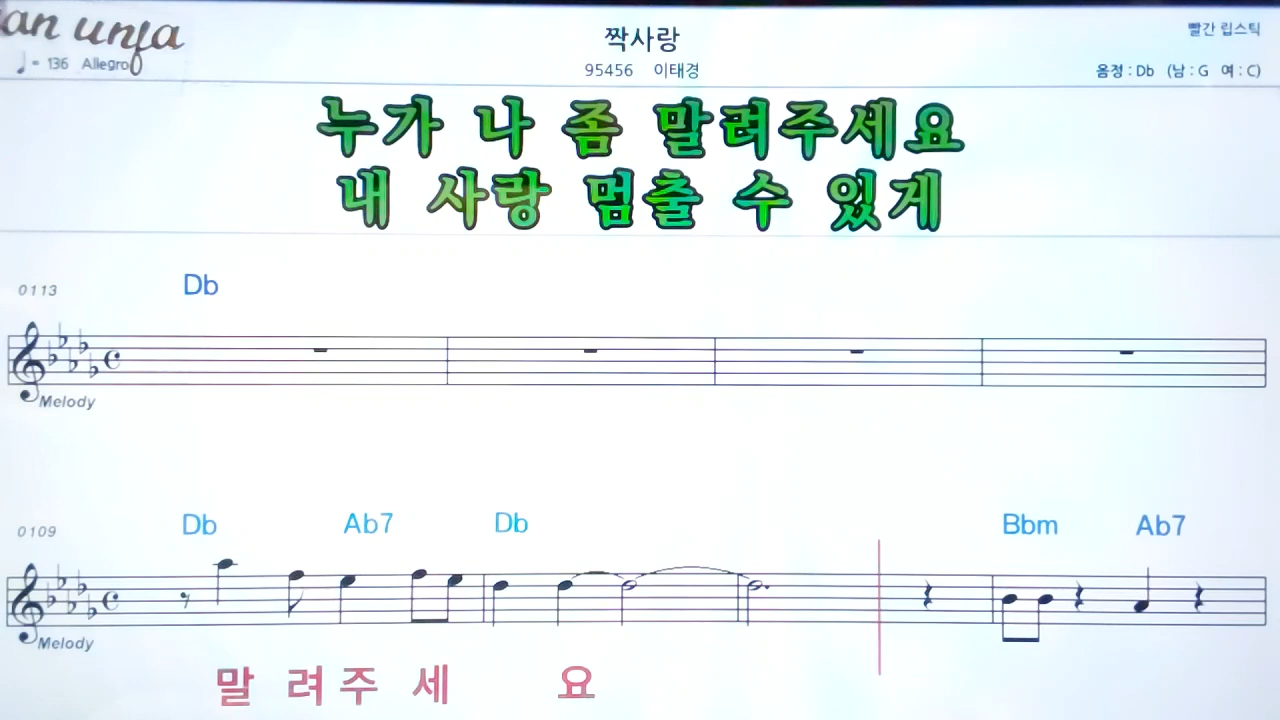 짝사랑
빨간 립스틱
♩= 136 Allegro
95456 이태경
음정 : Db (남 : G 여 : C)
누가 나 좀 말려주세요
내 사랑 멈출 수 있게
0113 Db
Melody
0109 Db Ab7 Db Bbm Ab7
Melody
말 려 주 세 요